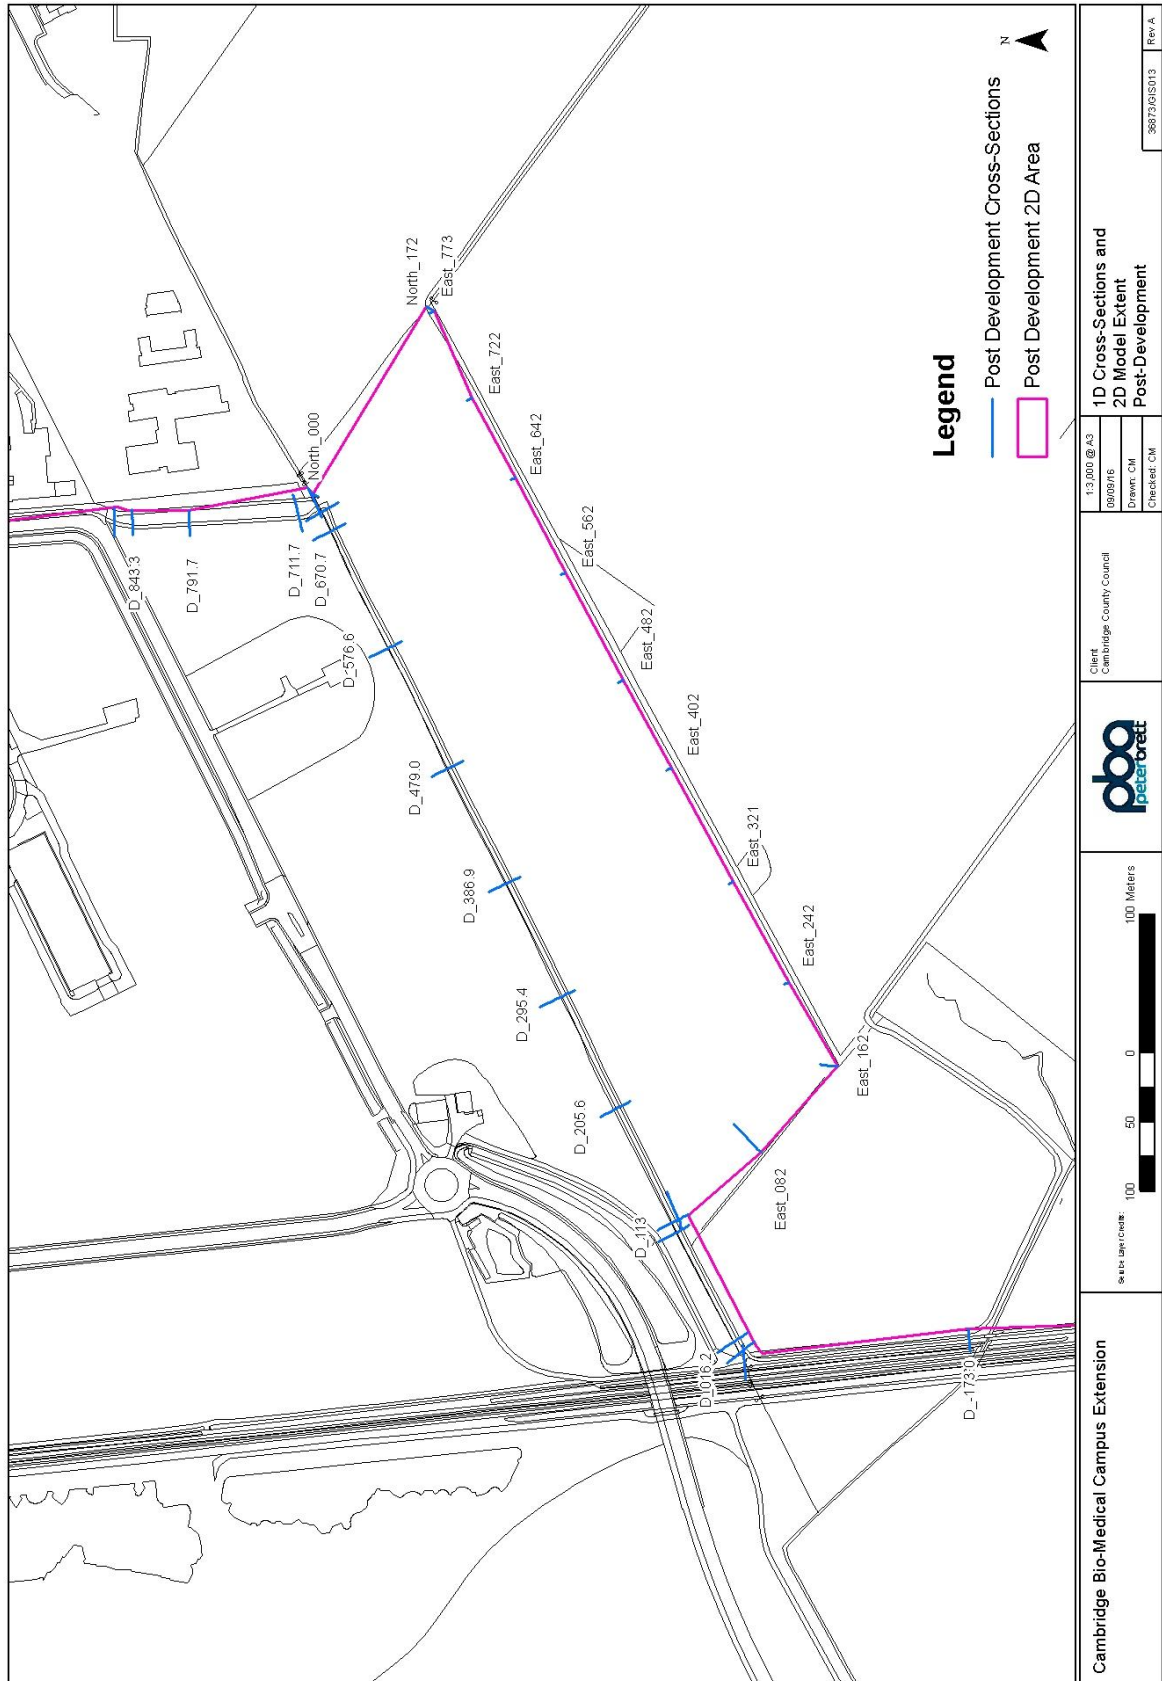 North_172
East_773
East_722
North_000
East_642
East_562
East_482
East_402
East_321
East_242
East_162
East_082
D_843.3
D_791.7
D_711.7
D_670.7
D_576.6
D_479.0
D_386.9
D_295.4
D_205.6
D_113
D_016.2
D_-173.0
N
Legend
Post Development Cross-Sections
Post Development 2D Area
Cambridge Bio-Medical Campus Extension
100
50
0
100 Meters
pba
peterbrett
Client
Cambridge County Council
1:3,000 @ A3
09/09/16
Drawn: CM
Checked: CM
1D Cross-Sections and
2D Model Extent
Post-Development
36873/GIS013
Rev A